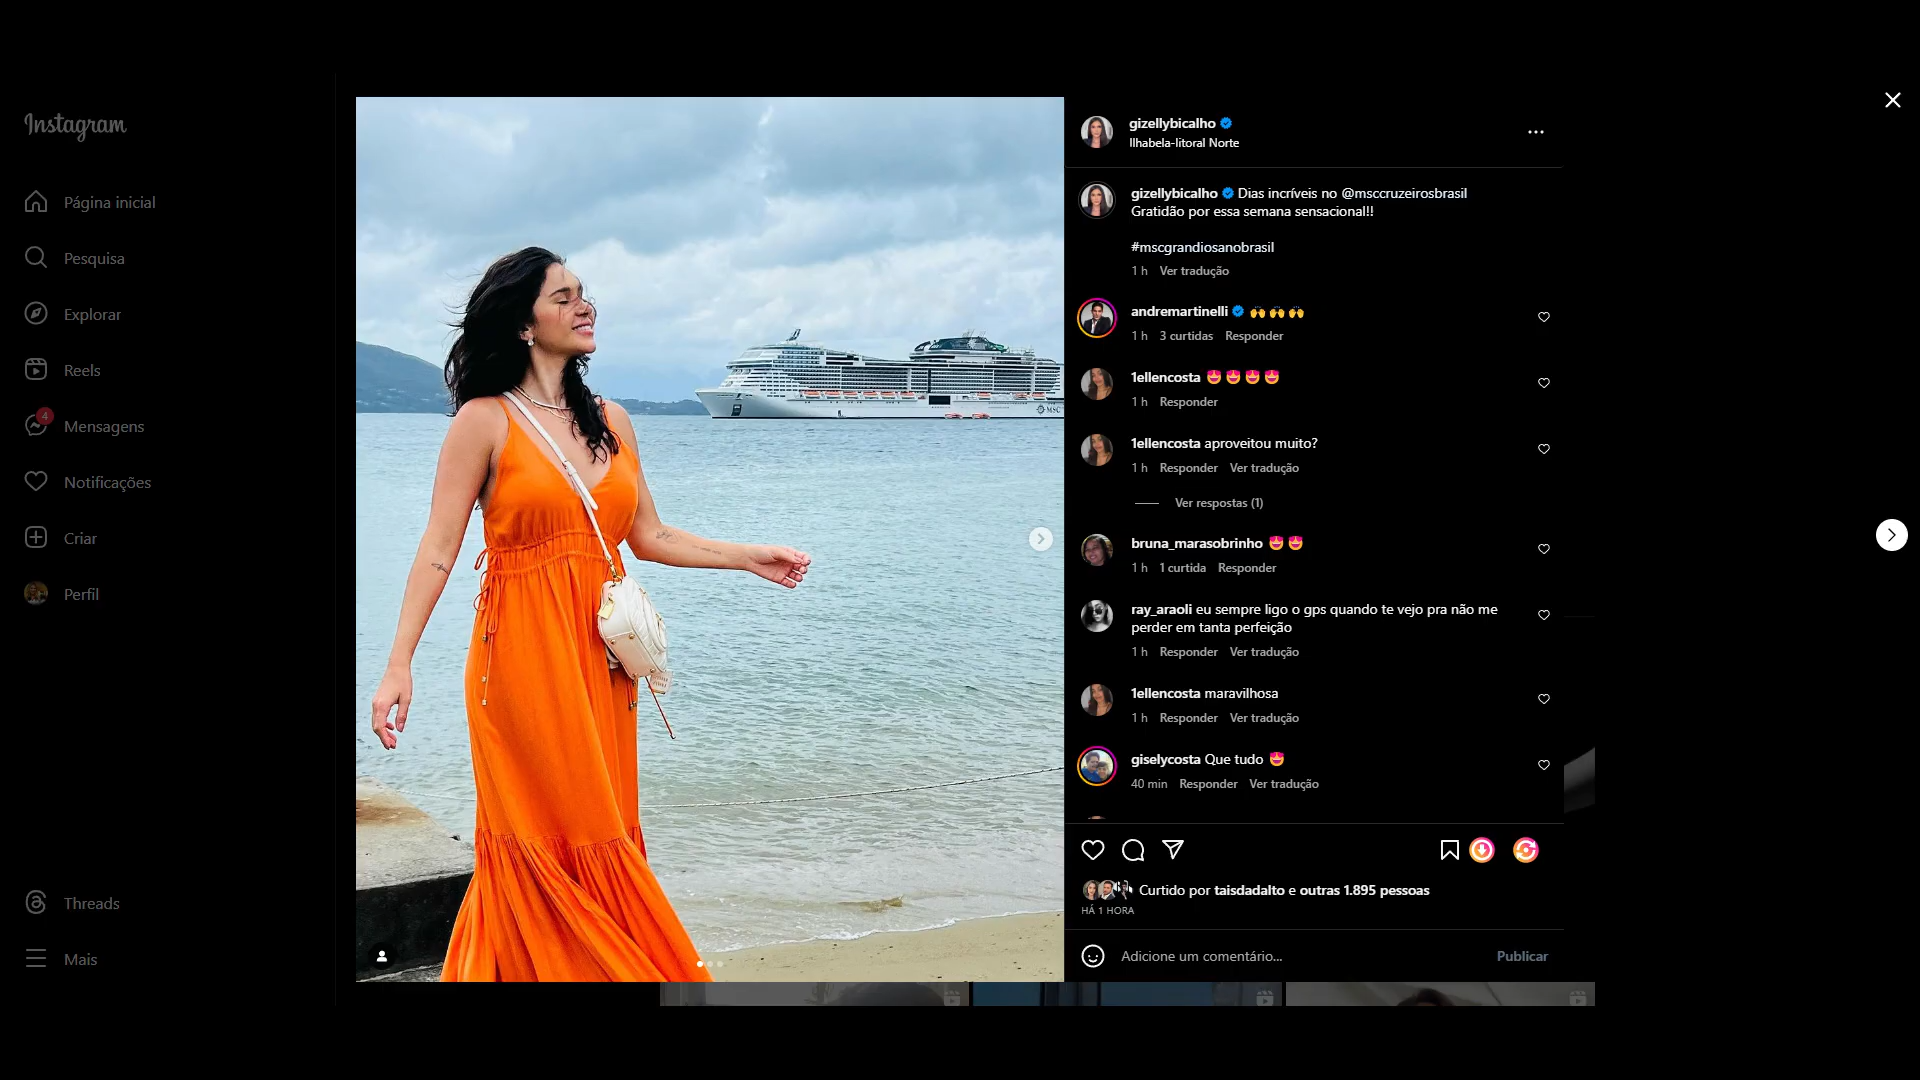 Instagram
Página inicial
Pesquisa
Explorar
Reels
4
Mensagens
Notificações
Criar
Perfil
Threads
Mais
MSC
gizellybicalho
Ilhabela-litoral Norte
gizellybicalho Dias incríveis no @msccruzeirosbrasil
Gratidão por essa semana sensacional!!
#mscgrandiosanobrasil
1 h Ver tradução
andremartinelli 🙌🙌🙌
1 h 3 curtidas Responder
1ellencosta 😍😍😍😍
1 h Responder
1ellencosta aproveitou muito?
1 h Responder Ver tradução
Ver respostas (1)
bruna_marasobrinho 😍😍
1 h 1 curtida Responder
ray_araoli eu sempre ligo o gps quando te vejo pra não me
perder em tanta perfeição
1 h Responder Ver tradução
1ellencosta maravilhosa
1 h Responder Ver tradução
giselycosta Que tudo 😍
40 min Responder Ver tradução
Curtido por taisdadalto e outras 1.895 pessoas
HÁ 1 HORA
Adicione um comentário...
Publicar